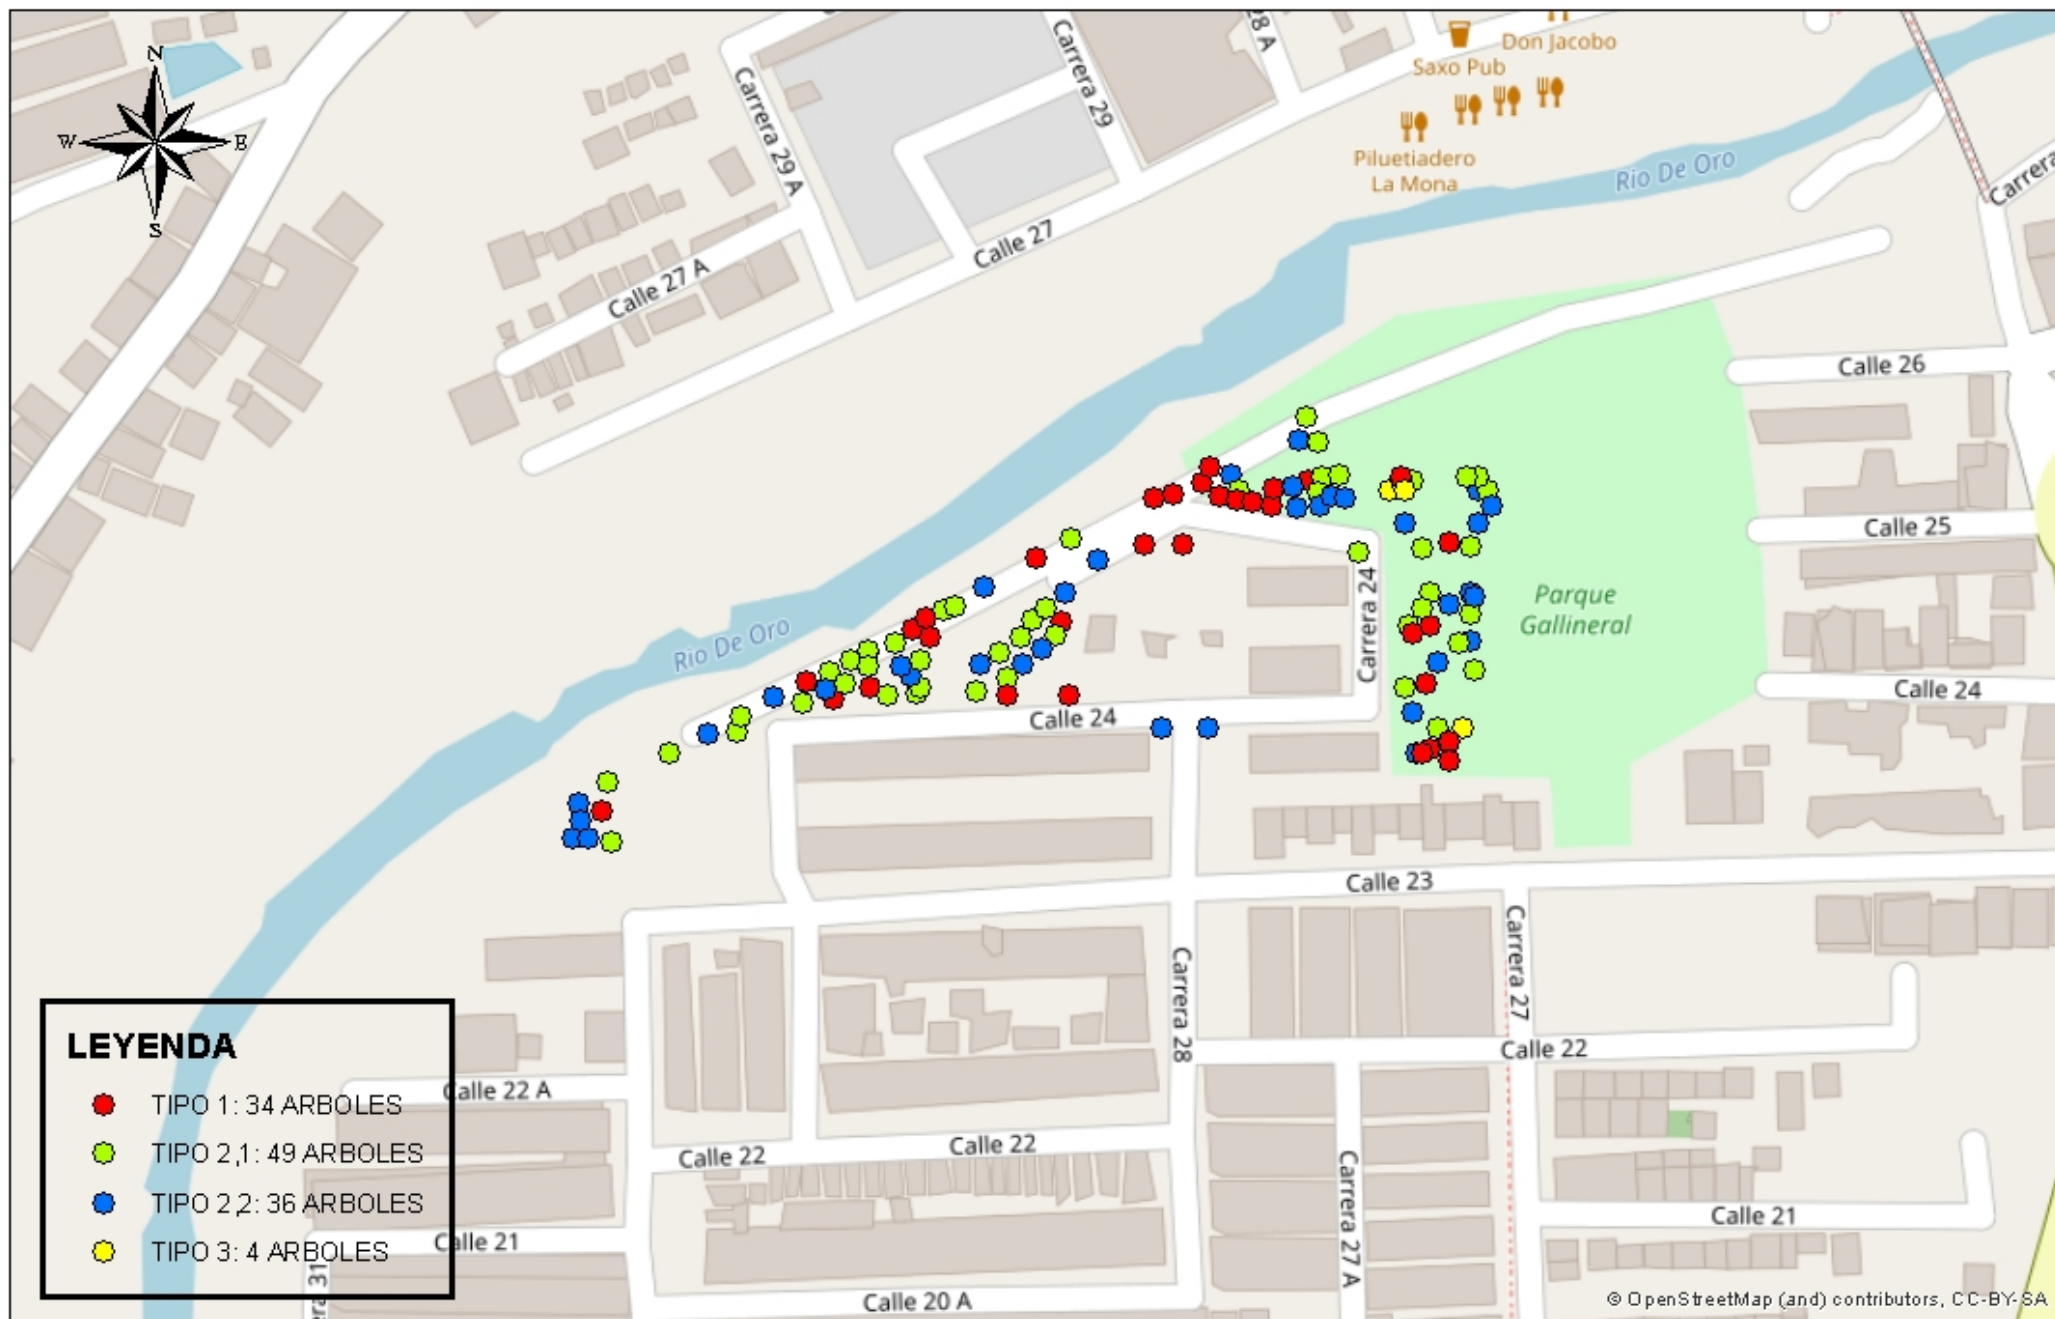 N
W
E
S
Carrera 29 A
Carrera 29
28 A
Don Jacobo
Saxo Pub
Piluetiadero
La Mona
Rio De Oro
Carrera
Calle 27
Calle 27 A
Calle 26
Calle 25
Carrera 24
Parque
Gallineral
Rio De Oro
Calle 24
Calle 24
Calle 23
Carrera 28
Carrera 27
Calle 22
LEYENDA
TIPO 1: 34 ARBOLES
TIPO 2,1: 49 ARBOLES
TIPO 2,2: 36 ARBOLES
TIPO 3: 4 ARBOLES
Calle 22 A
Calle 22
Calle 22
Carrera 27 A
Calle 21
Calle 21
era 31
Calle 20 A
© OpenStreetMap (and) contributors, CC-BY-SA